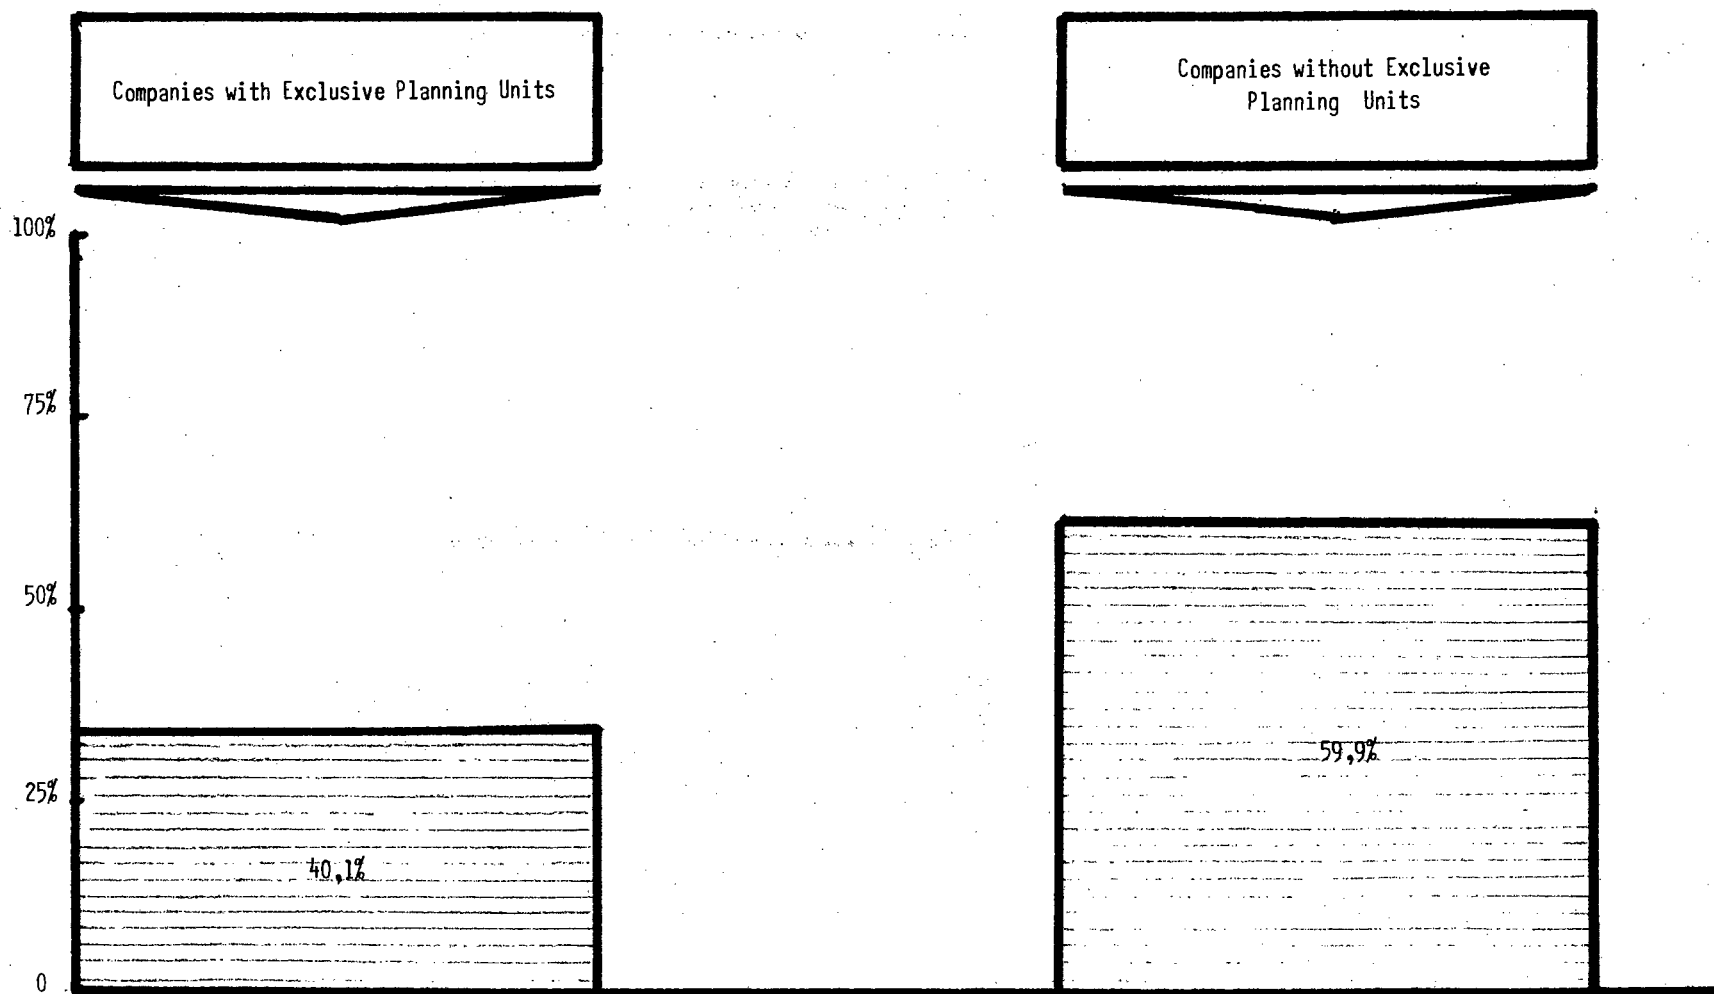 Companies with Exclusive Planning Units
Companies without Exclusive
Planning Units
100%
75%
50%
25%
0
40,1%
59,9%